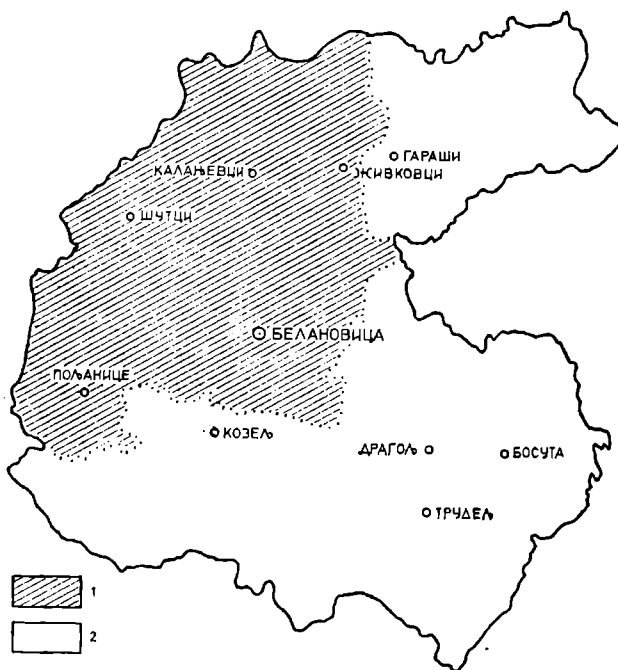 ГАРАШИ
КАЛАЊЕВЦИ
ЖИВКОВЦИ
ШУТЦИ
БЕЛАНОВИЦА
ПОЉАНИЦЕ
КОЗЕЉ
ДРАГОЉ
БОСУТА
ТРУДЕЉ
1
2